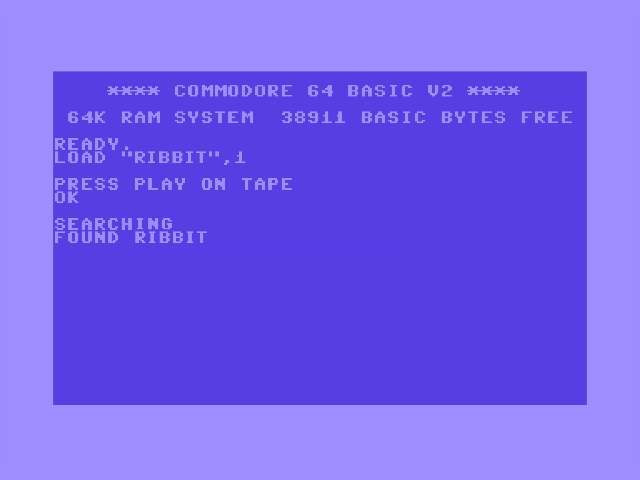 **** COMMODORE 64 BASIC V2 ****
64K RAM SYSTEM  38911 BASIC BYTES FREE
READY.
LOAD "RIBBIT",1
PRESS PLAY ON TAPE
OK
SEARCHING
FOUND RIBBIT